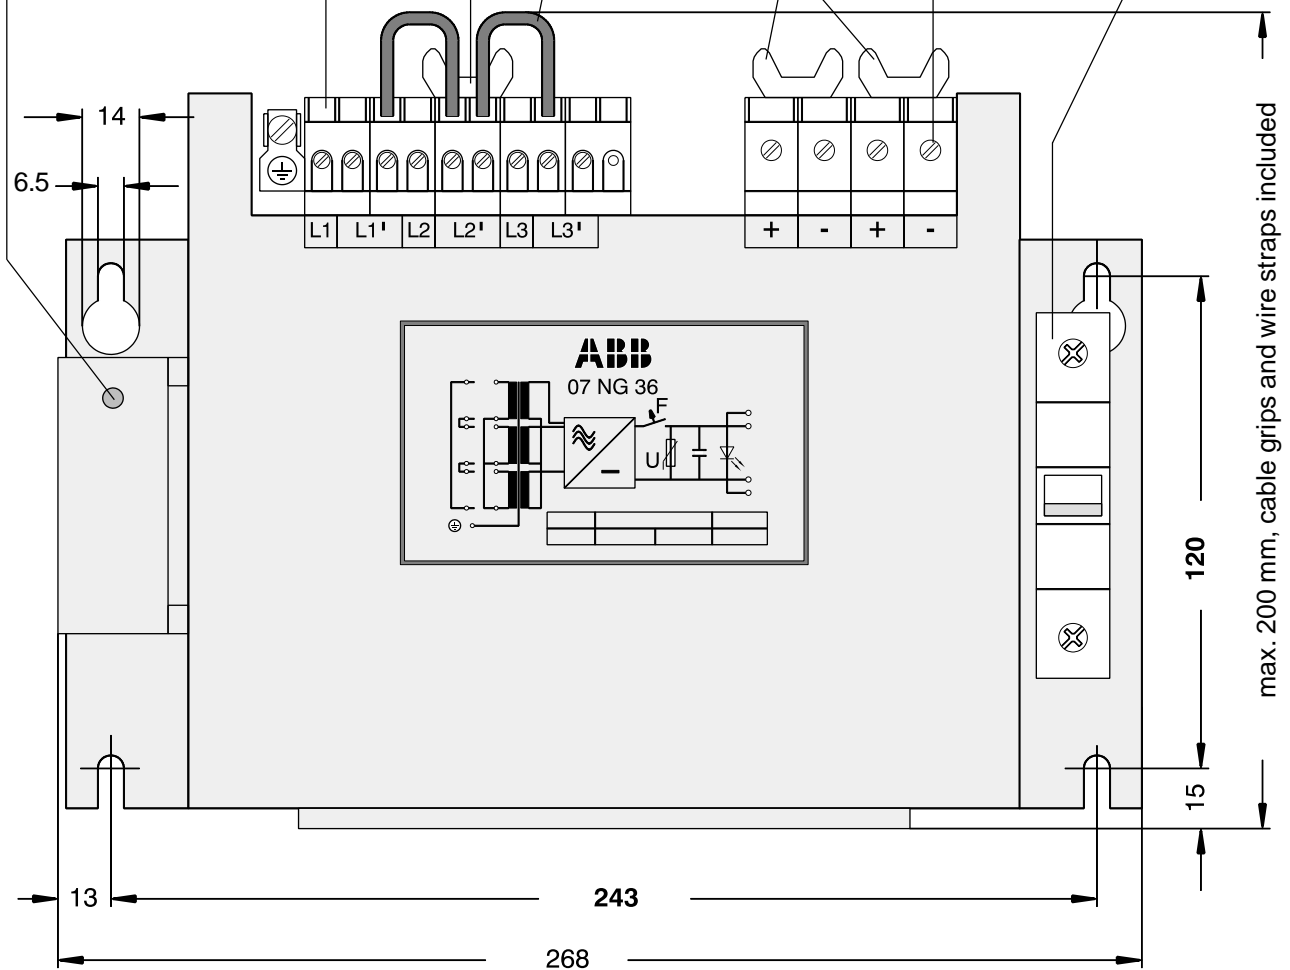 14
6.5
L1 L1' L2 L2' L3 L3'
+ - + -
ABB
07 NG 36
F
U
120
15
max. 200 mm, cable grips and wire straps included
13
243
268